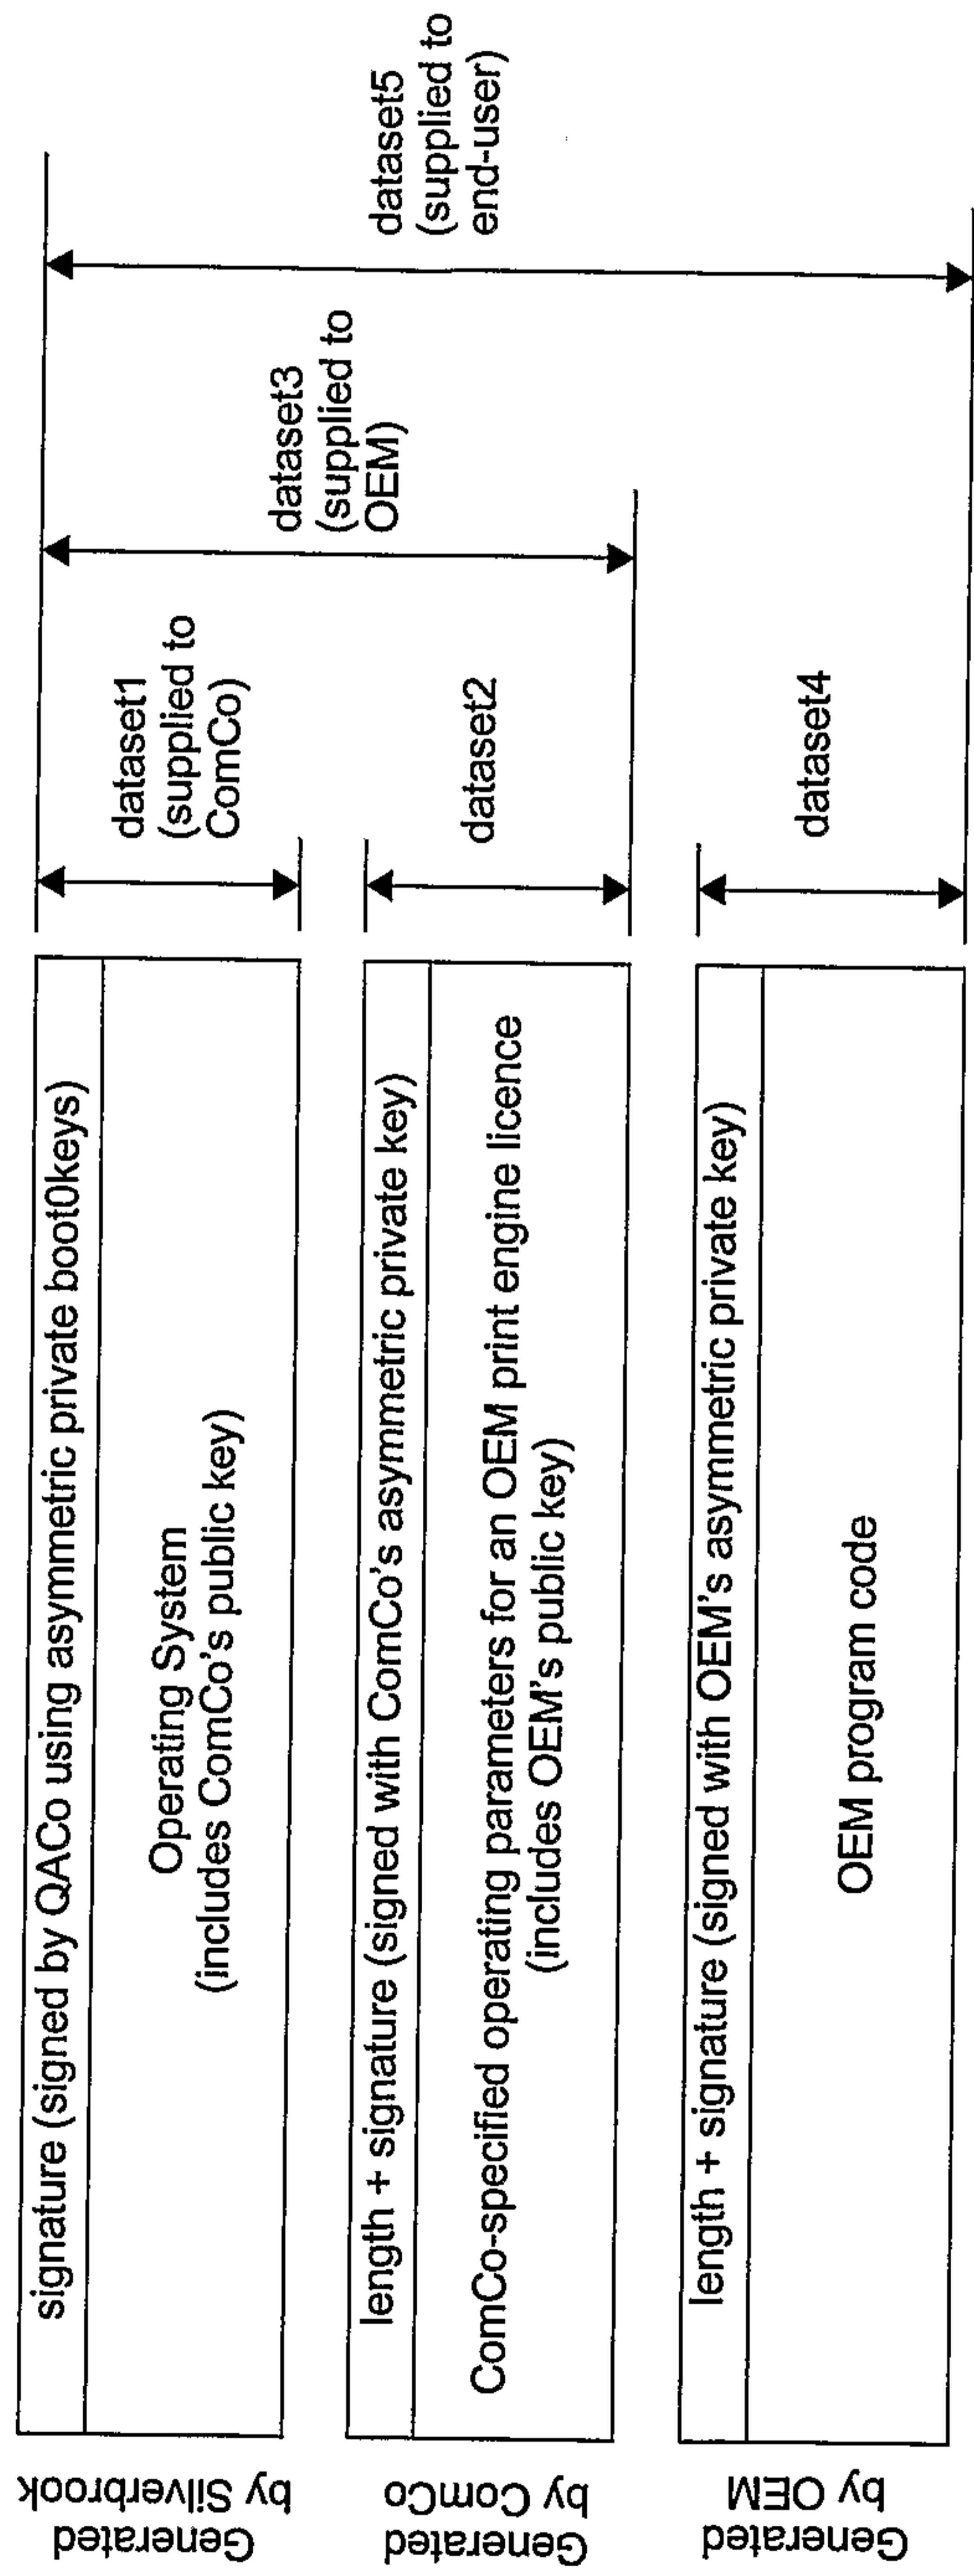 Generated
by Silverbrook
signature (signed by QACo using asymmetric private boot0keys)
Operating System
(includes ComCo's public key)
dataset1
(supplied to
ComCo)
dataset3
(supplied to
OEM)
dataset5
(supplied to
end-user)
Generated
by ComCo
length + signature (signed with ComCo's asymmetric private key)
ComCo-specified operating parameters for an OEM print engine licence
(includes OEM's public key)
dataset2
Generated
by OEM
length + signature (signed with OEM's asymmetric private key)
OEM program code
dataset4